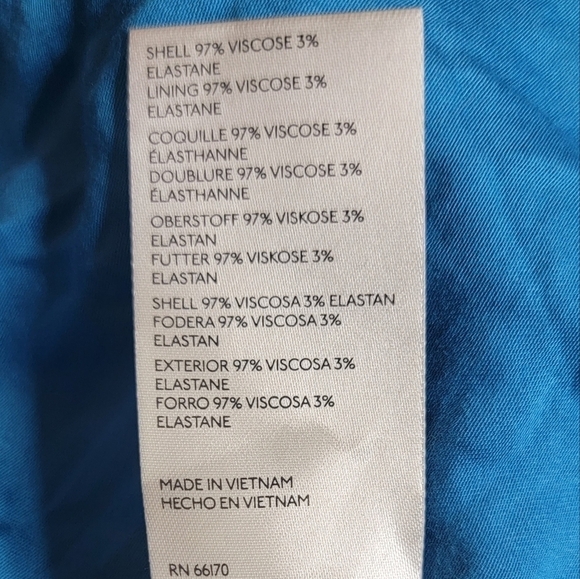 SHELL 97% VISCOSE 3%
ELASTANE
LINING 97% VISCOSE 3%
ELASTANE
COQUILLE 97% VISCOSE 3%
ÉLASTHANNE
DOUBLURE 97% VISCOSE 3%
ÉLASTHANNE
OBERSTOFF 97% VISKOSE 3%
ELASTAN
FUTTER 97% VISKOSE 3%
ELASTAN
SHELL 97% VISCOSA 3% ELASTAN
FODERA 97% VISCOSA 3%
ELASTAN
EXTERIOR 97% VISCOSA 3%
ELASTANE
FORRO 97% VISCOSA 3%
ELASTANE
MADE IN VIETNAM
HECHO EN VIETNAM
RN 66170